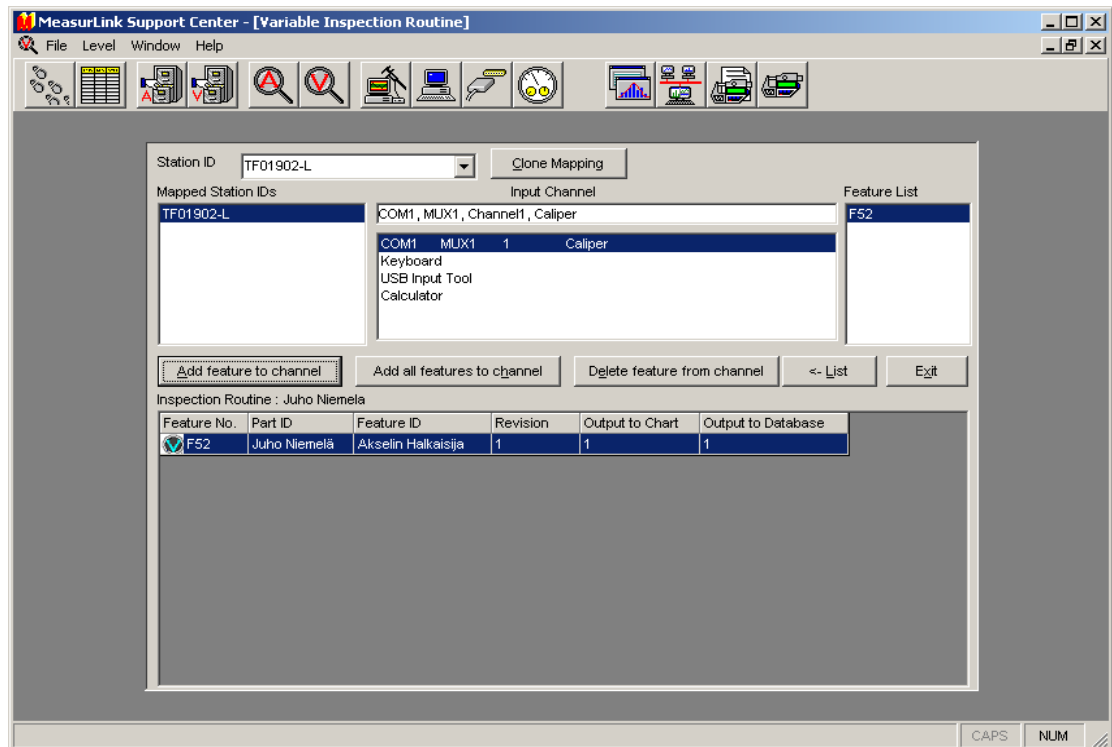 MeasurLink Support Center - [Variable Inspection Routine]
File Level Window Help
A V A V
Station ID TF01902-L Clone Mapping
Mapped Station IDs Input Channel Feature List
TF01902-L COM1, MUX1, Channel1, Caliper F52
COM1 MUX1 1 Caliper
Keyboard
USB Input Tool
Calculator
Add feature to channel Add all features to channel Delete feature from channel <- List Exit
Inspection Routine : Juho Niemela
Feature No. Part ID Feature ID Revision Output to Chart Output to Database
F52 Juho Niemelä Akselin Halkaisija 1 1 1
CAPS NUM